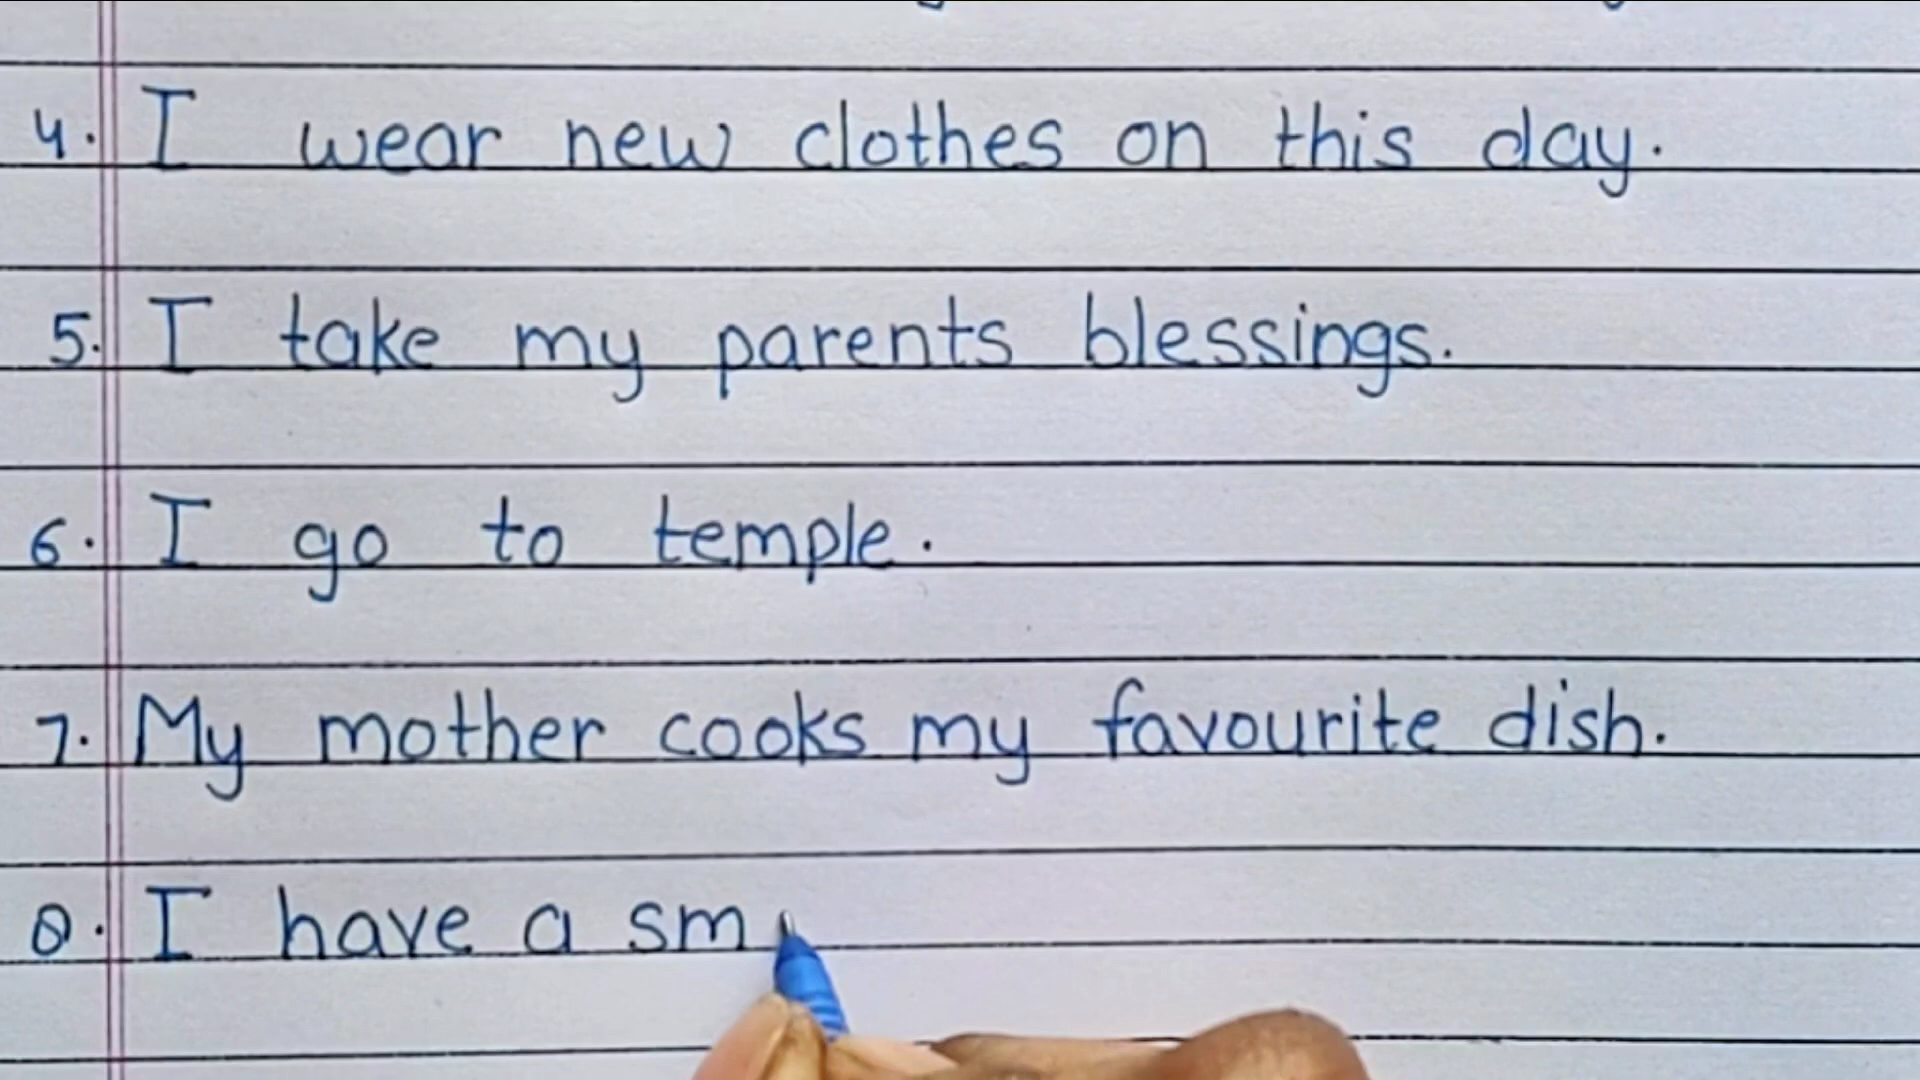 4. I wear new clothes on this day.
5. I take my parents blessings.
6. I go to temple.
7. My mother cooks my favourite dish.
8. I have a sm